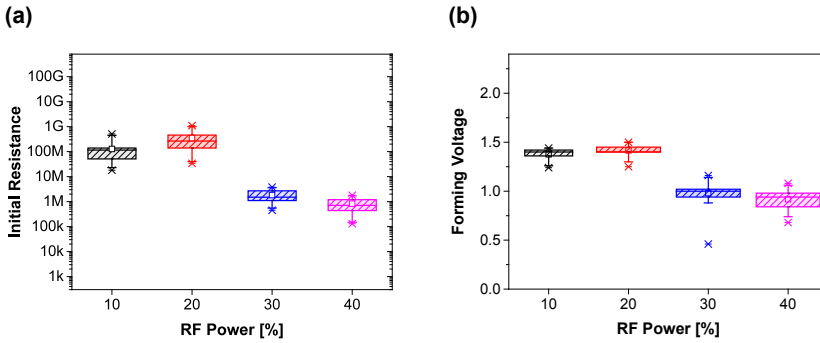 (a)
Initial Resistance
100G
10G
1G
100M
10M
1M
100k
10k
1k
10 20 30 40
RF Power [%]
(b)
Forming Voltage
2.0
1.5
1.0
0.5
0.0
10 20 30 40
RF Power [%]